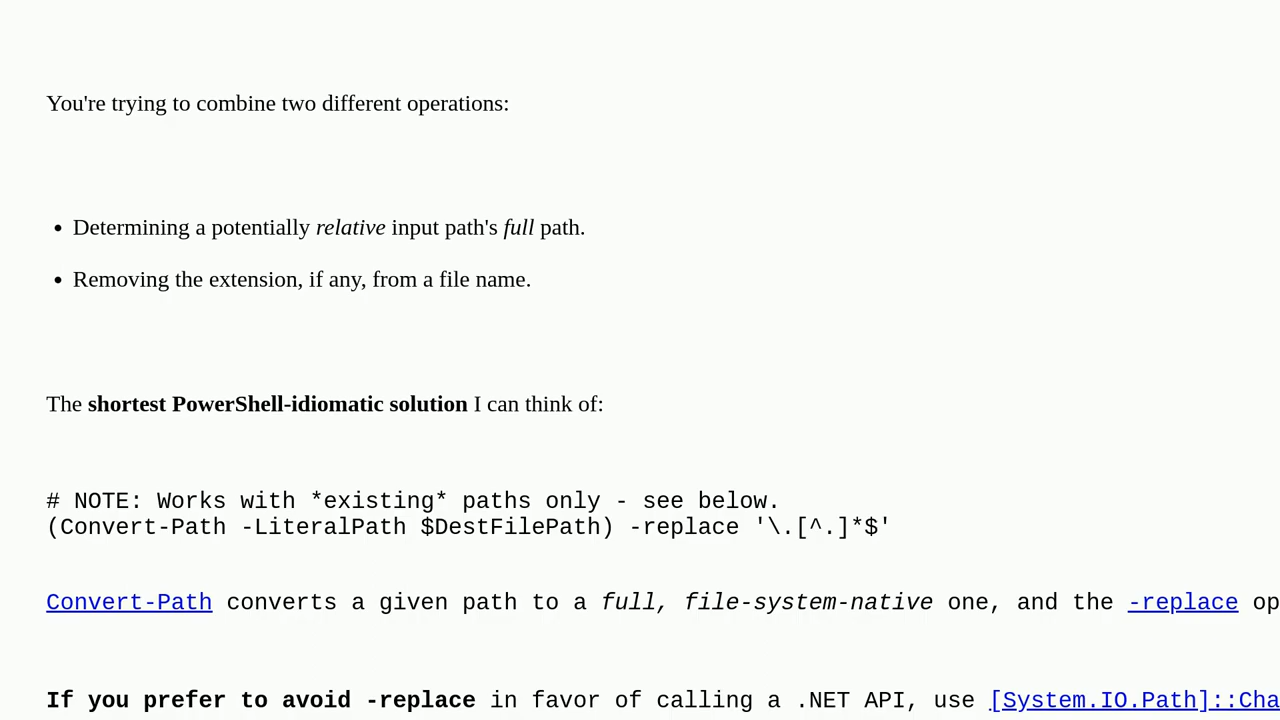 You're trying to combine two different operations:
• Determining a potentially relative input path's full path.
• Removing the extension, if any, from a file name.
The shortest PowerShell-idiomatic solution I can think of:
# NOTE: Works with *existing* paths only - see below.
(Convert-Path -LiteralPath $DestFilePath) -replace '\.[^.]*$'
Convert-Path converts a given path to a full, file-system-native one, and the -replace op
If you prefer to avoid -replace in favor of calling a .NET API, use [System.IO.Path]::Cha